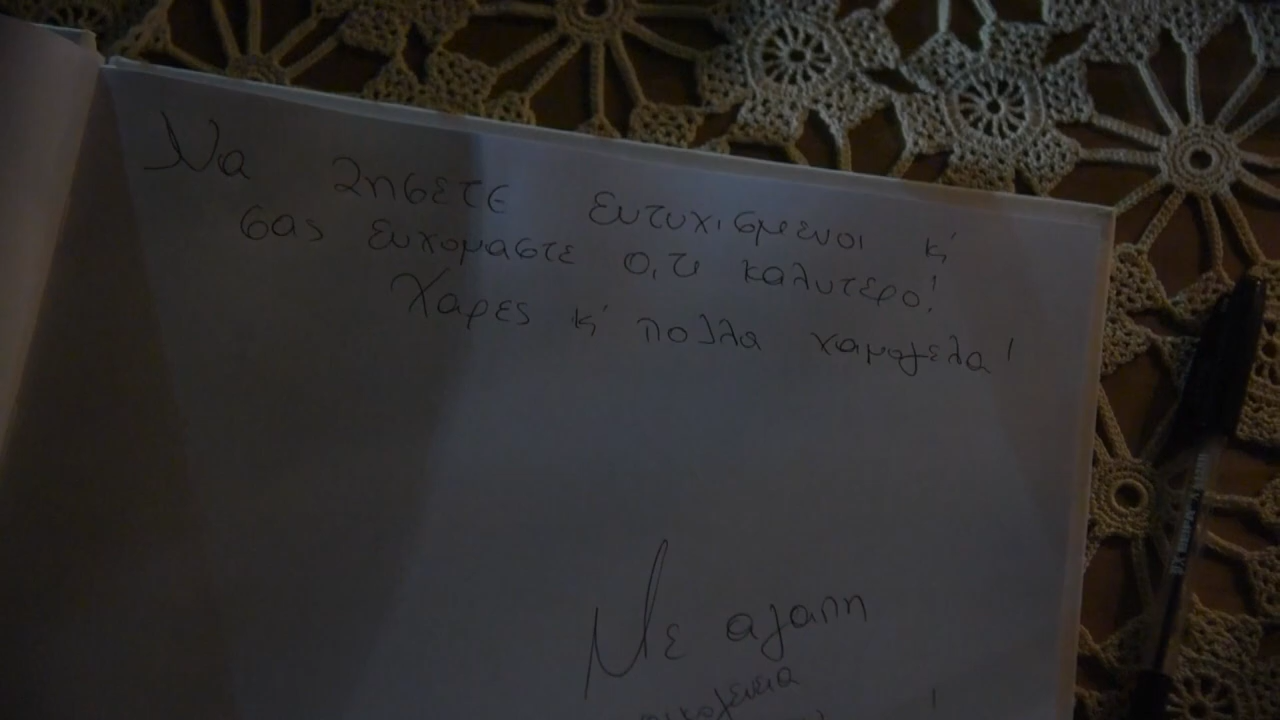 Να ζησετε ευτυχισμενοι κ'
σας ευχομαστε ο,τι καλυτερο!
Χαρες κ' πολλα χαμογελα!
Με αγαπη
οικογενεια